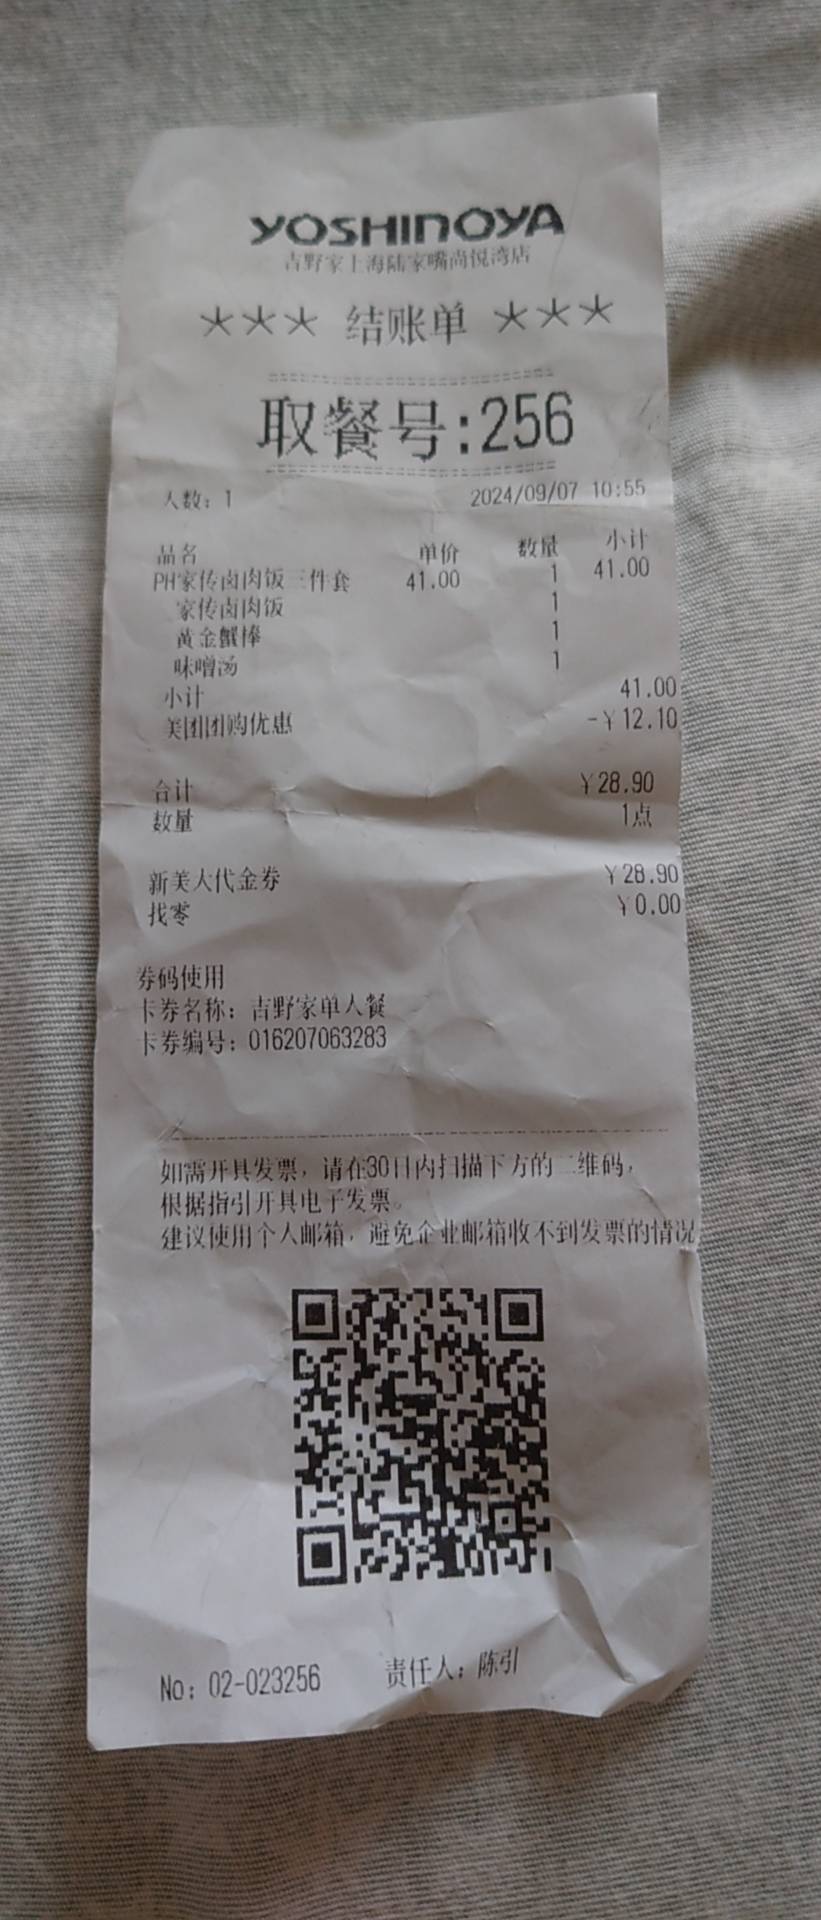 YOSHINOYA
吉野家上海陆家嘴尚悦湾店
*** 结账单 ***
取餐号:256
人数: 1 2024/09/07 10:55
品名 单价 数量 小计
PH家传卤肉饭三件套 41.00 1 41.00
家传卤肉饭 1
黄金蟹棒 1
味噌汤 1
小计 41.00
美团团购优惠 -¥12.10
合计 ¥28.90
数量 1点
新美大代金券 ¥28.90
找零 ¥0.00
券码使用
卡券名称: 吉野家单人餐
卡券编号: 016207063283
如需开具发票, 请在30日内扫描下方的二维码,
根据指引开具电子发票。
建议使用个人邮箱, 避免企业邮箱收不到发票的情况
No: 02-023256 责任人: 陈引